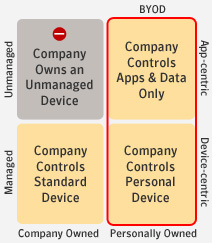 BYOD
Unmanaged
Company
Owns an
Unmanaged
Device
Company
Controls
Apps & Data
Only
App-centric
Managed
Company
Controls
Standard
Device
Company
Controls
Personal
Device
Device-centric
Company Owned
Personally Owned